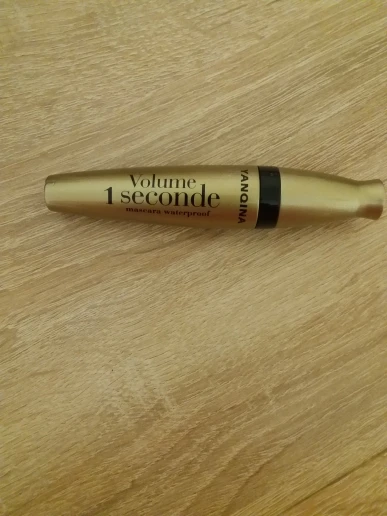 Volume
1 seconde
mascara waterproof
YANQINA